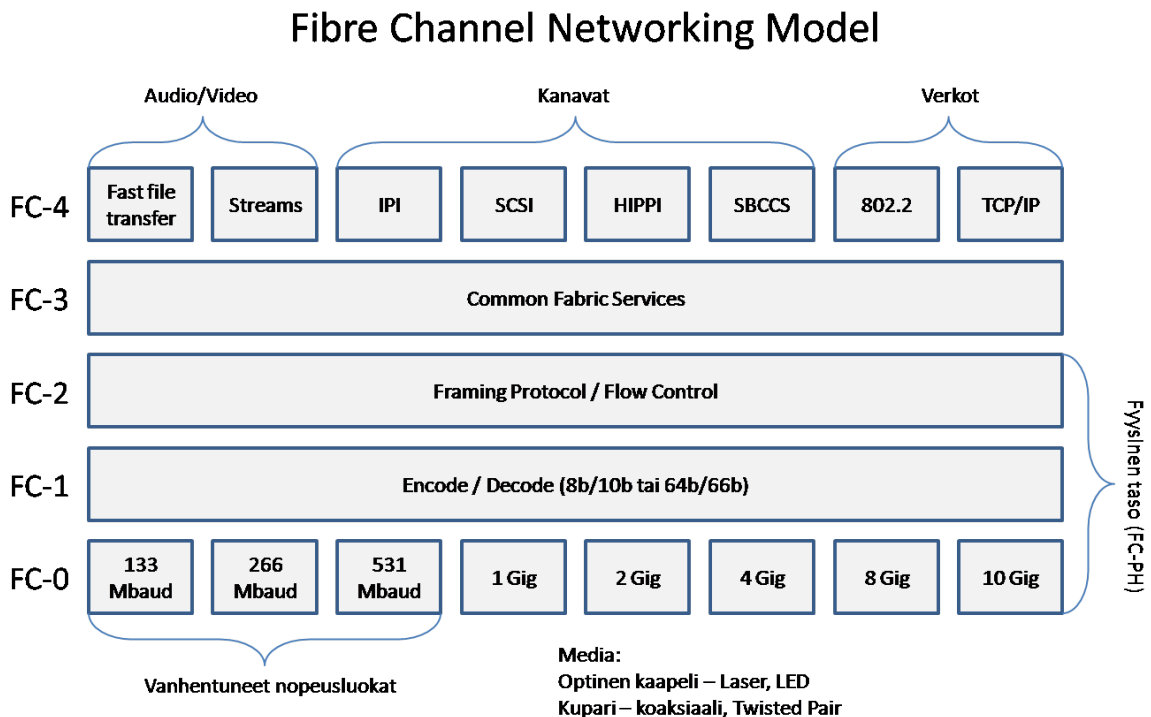 Fibre Channel Networking Model
Audio/Video
Kanavat
Verkot
FC-4
Fast file
transfer
Streams
IPI
SCSI
HIPPI
SBCCS
802.2
TCP/IP
FC-3
Common Fabric Services
FC-2
Framing Protocol / Flow Control
FC-1
Encode / Decode (8b/10b tai 64b/66b)
FC-0
133
Mbaud
266
Mbaud
531
Mbaud
1 Gig
2 Gig
4 Gig
8 Gig
10 Gig
Fyysinen taso (FC-PH)
Vanhentuneet nopeusluokat
Media:
Optinen kaapeli – Laser, LED
Kupari – koaksiaali, Twisted Pair